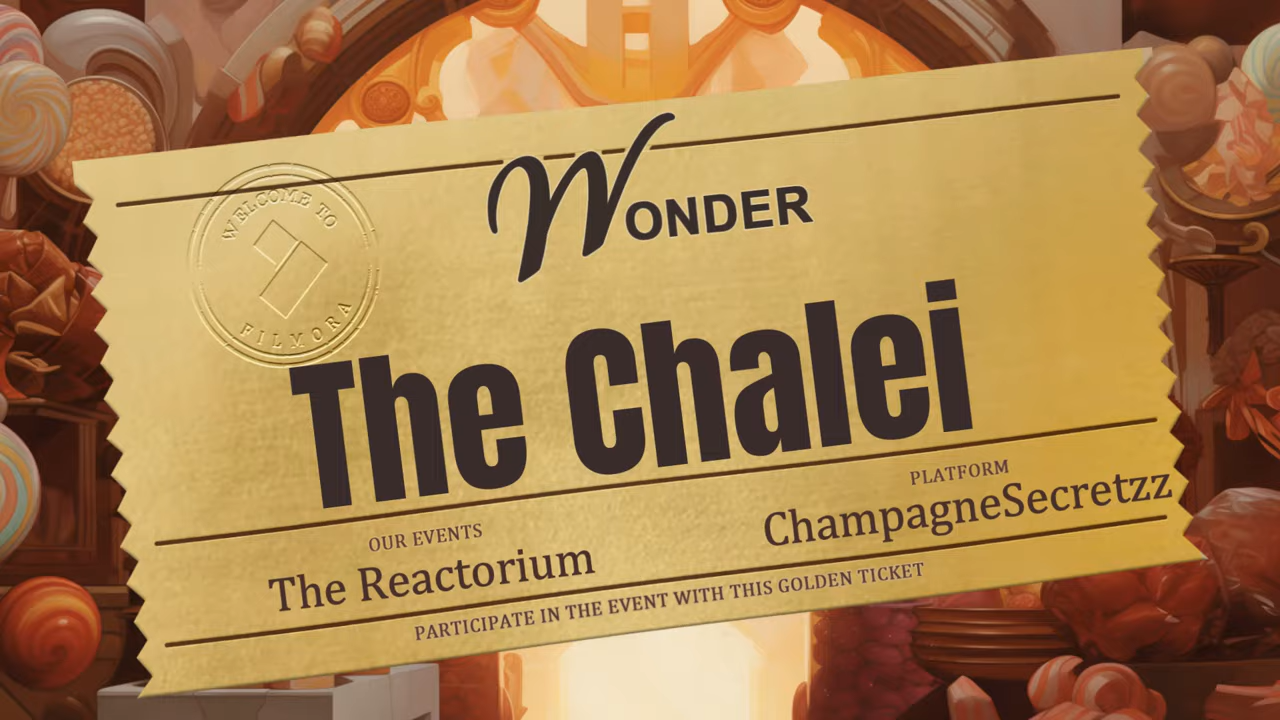 WELCOME TO
FILMORA
Wonder
The Chalei
OUR EVENTS
The Reactorium
PLATFORM
ChampagneSecretzz
PARTICIPATE IN THE EVENT WITH THIS GOLDEN TICKET